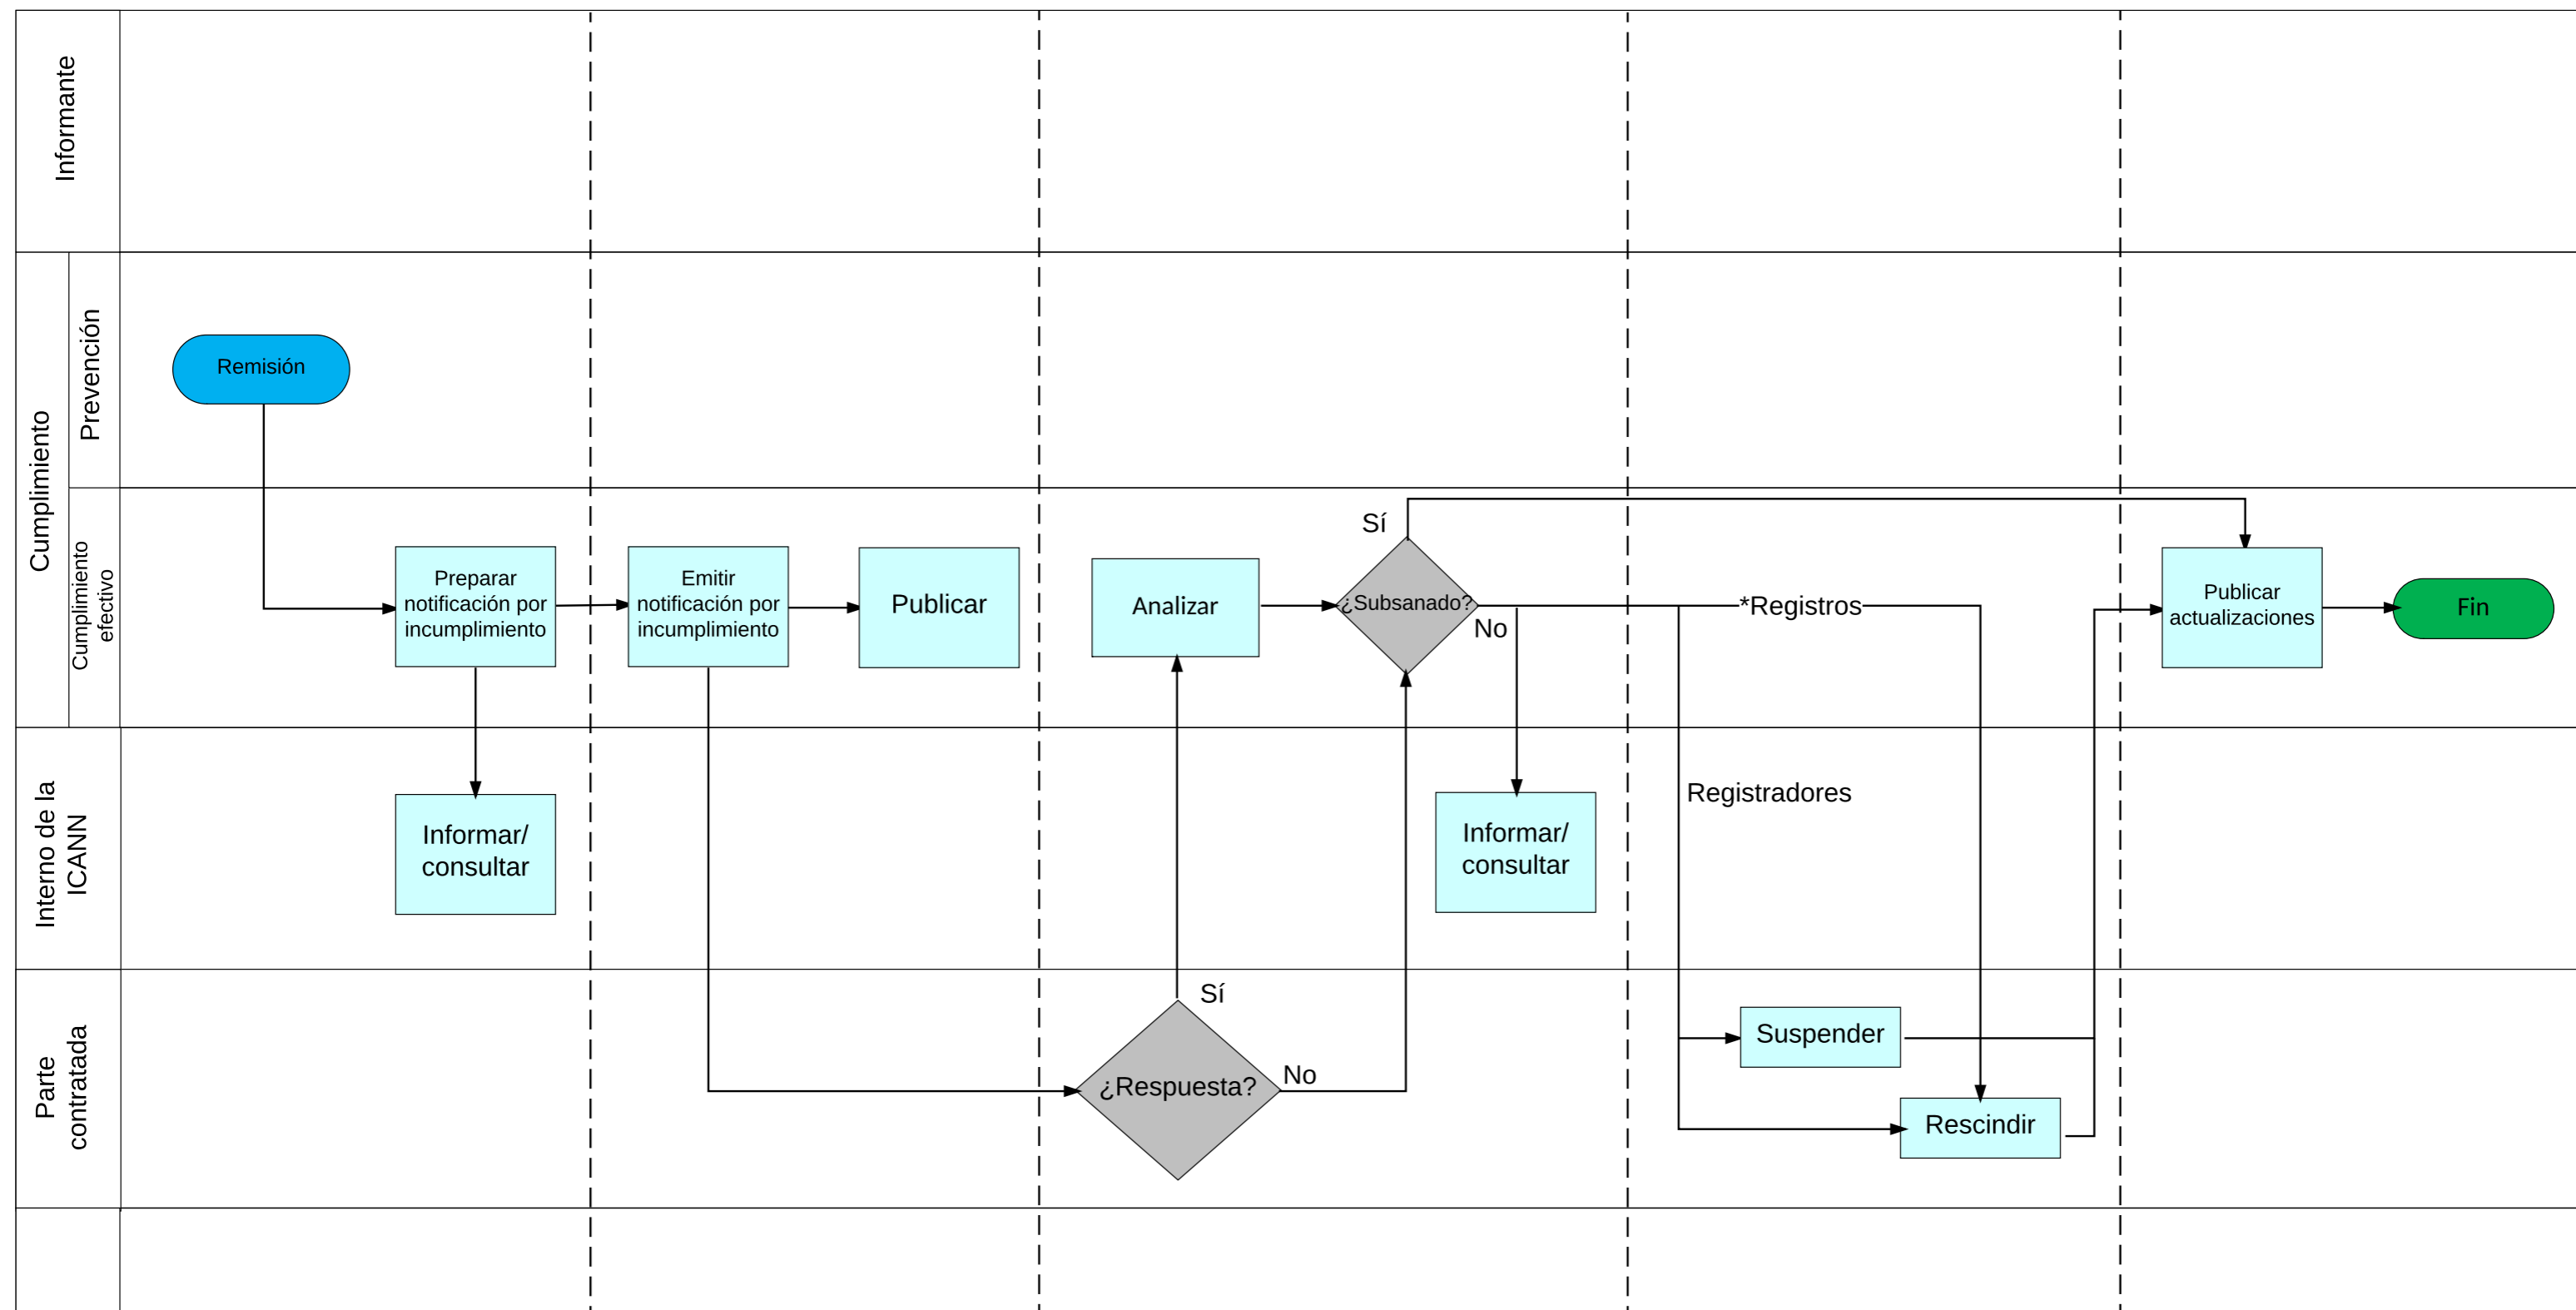 Informante
Cumplimiento
Prevención
Remisión
Cumplimiento
efectivo
Preparar
notificación por
incumplimiento
Emitir
notificación por
incumplimiento
Publicar
Analizar
Sí
¿Subsanado?
No
*Registros
Publicar
actualizaciones
Fin
Interno de la
ICANN
Informar/
consultar
Informar/
consultar
Registradores
Parte
contratada
Sí
¿Respuesta?
No
Suspender
Rescindir